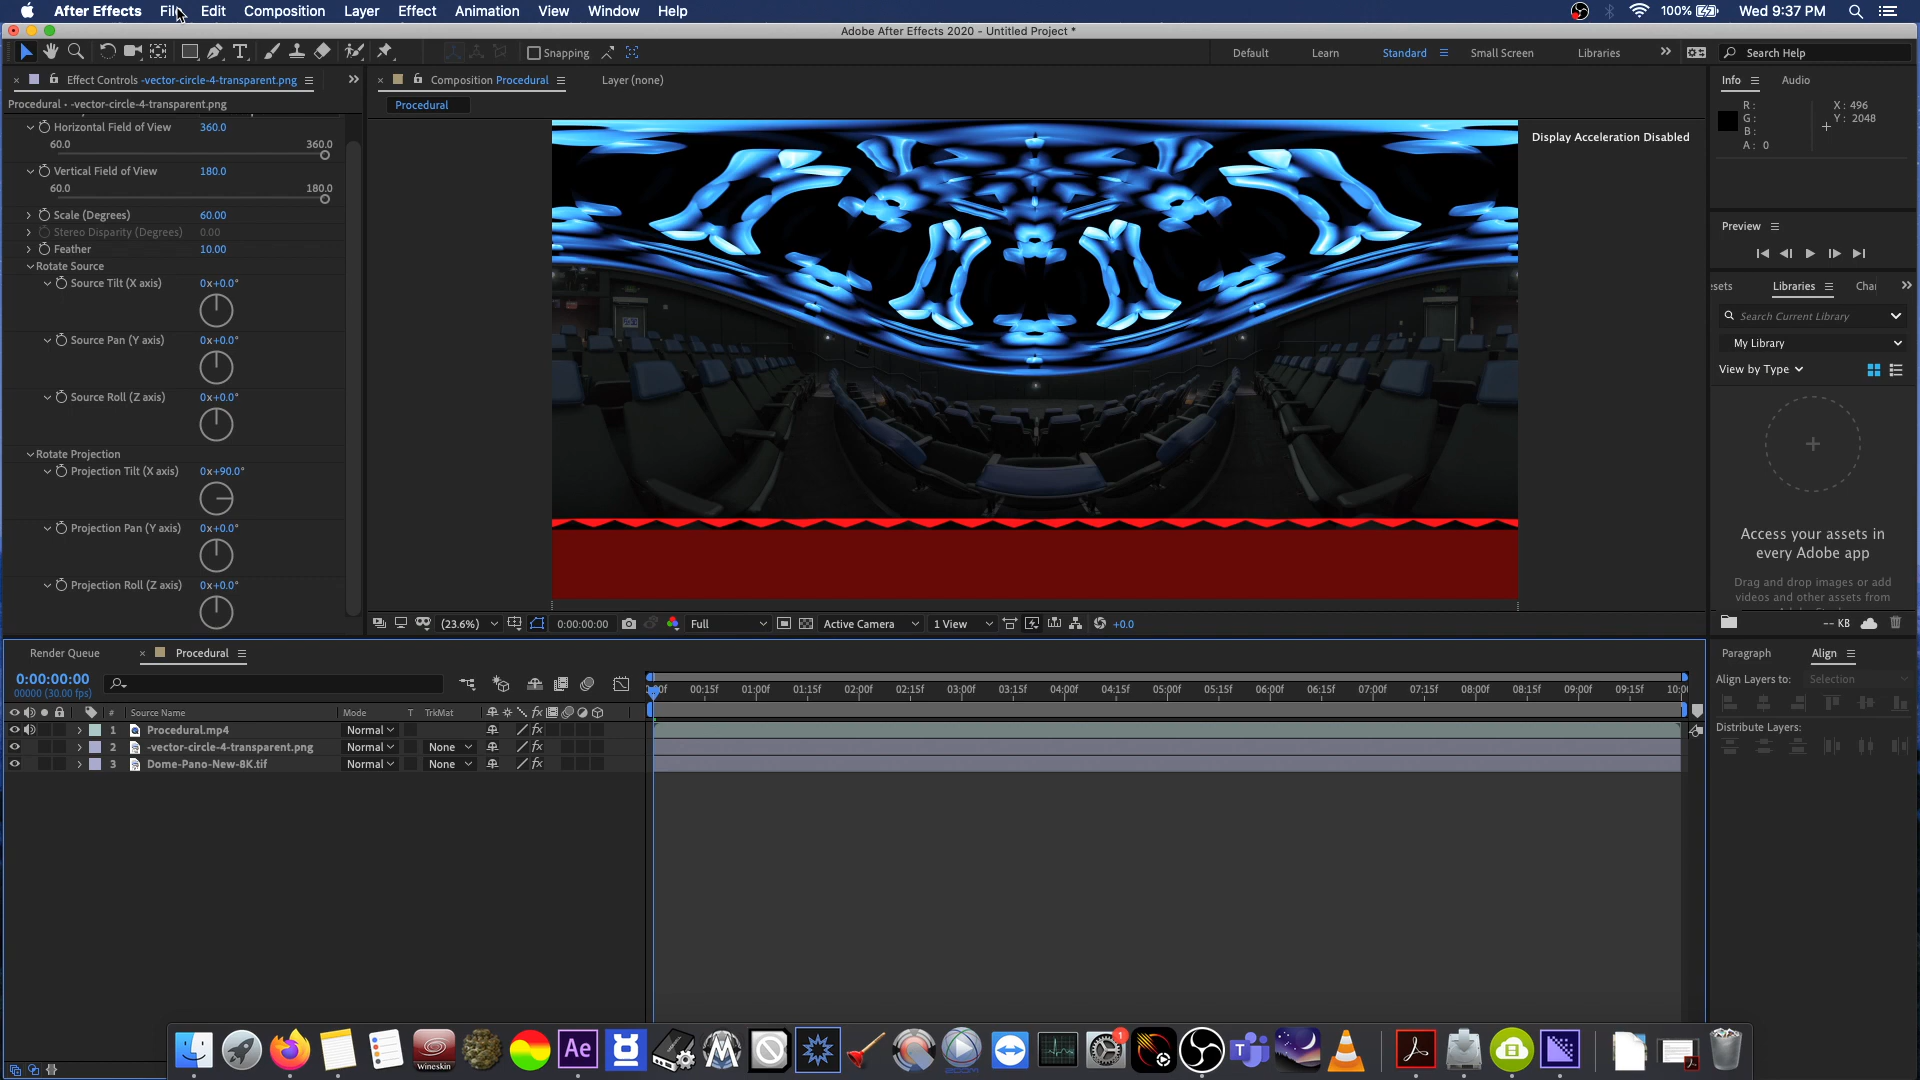 After Effects File Edit Composition Layer Effect Animation View Window Help 100% Wed 9:37 PM
Adobe After Effects 2020 - Untitled Project *
Snapping Default Learn Standard Small Screen Libraries Search Help
Effect Controls -vector-circle-4-transparent.png
Composition Procedural Layer (none)
Info Audio
Procedural • -vector-circle-4-transparent.png
Procedural
R : X : 496
G : Y : 2048
B :
A : 0
Horizontal Field of View 360.0
60.0 360.0
Vertical Field of View 180.0
60.0 180.0
Scale (Degrees) 60.00
Stereo Disparity (Degrees) 0.00
Feather 10.00
Rotate Source
Source Tilt (X axis) 0x+0.0°
Source Pan (Y axis) 0x+0.0°
Source Roll (Z axis) 0x+0.0°
Rotate Projection
Projection Tilt (X axis) 0x+90.0°
Projection Pan (Y axis) 0x+0.0°
Projection Roll (Z axis) 0x+0.0°
Display Acceleration Disabled
Preview
Libraries
Search Current Library
My Library
View by Type
Access your assets in
every Adobe app
Drag and drop images or add
videos and other assets from
(23.6%) 0:00:00:00 Full Active Camera 1 View +0.0
-- KB
Render Queue Procedural
Paragraph Align
0:00:00:00
00000 (30.00 fps)
00:15f 01:00f 01:15f 02:00f 02:15f 03:00f 03:15f 04:00f 04:15f 05:00f 05:15f 06:00f 06:15f 07:00f 07:15f 08:00f 08:15f 09:00f 09:15f
Align Layers to: Selection
# Source Name Mode T TrkMat
1 Procedural.mp4 Normal
2 -vector-circle-4-transparent.png Normal None
3 Dome-Pano-New-8K.tif Normal None
Distribute Layers:
Wineskin Ae ZOOM 1